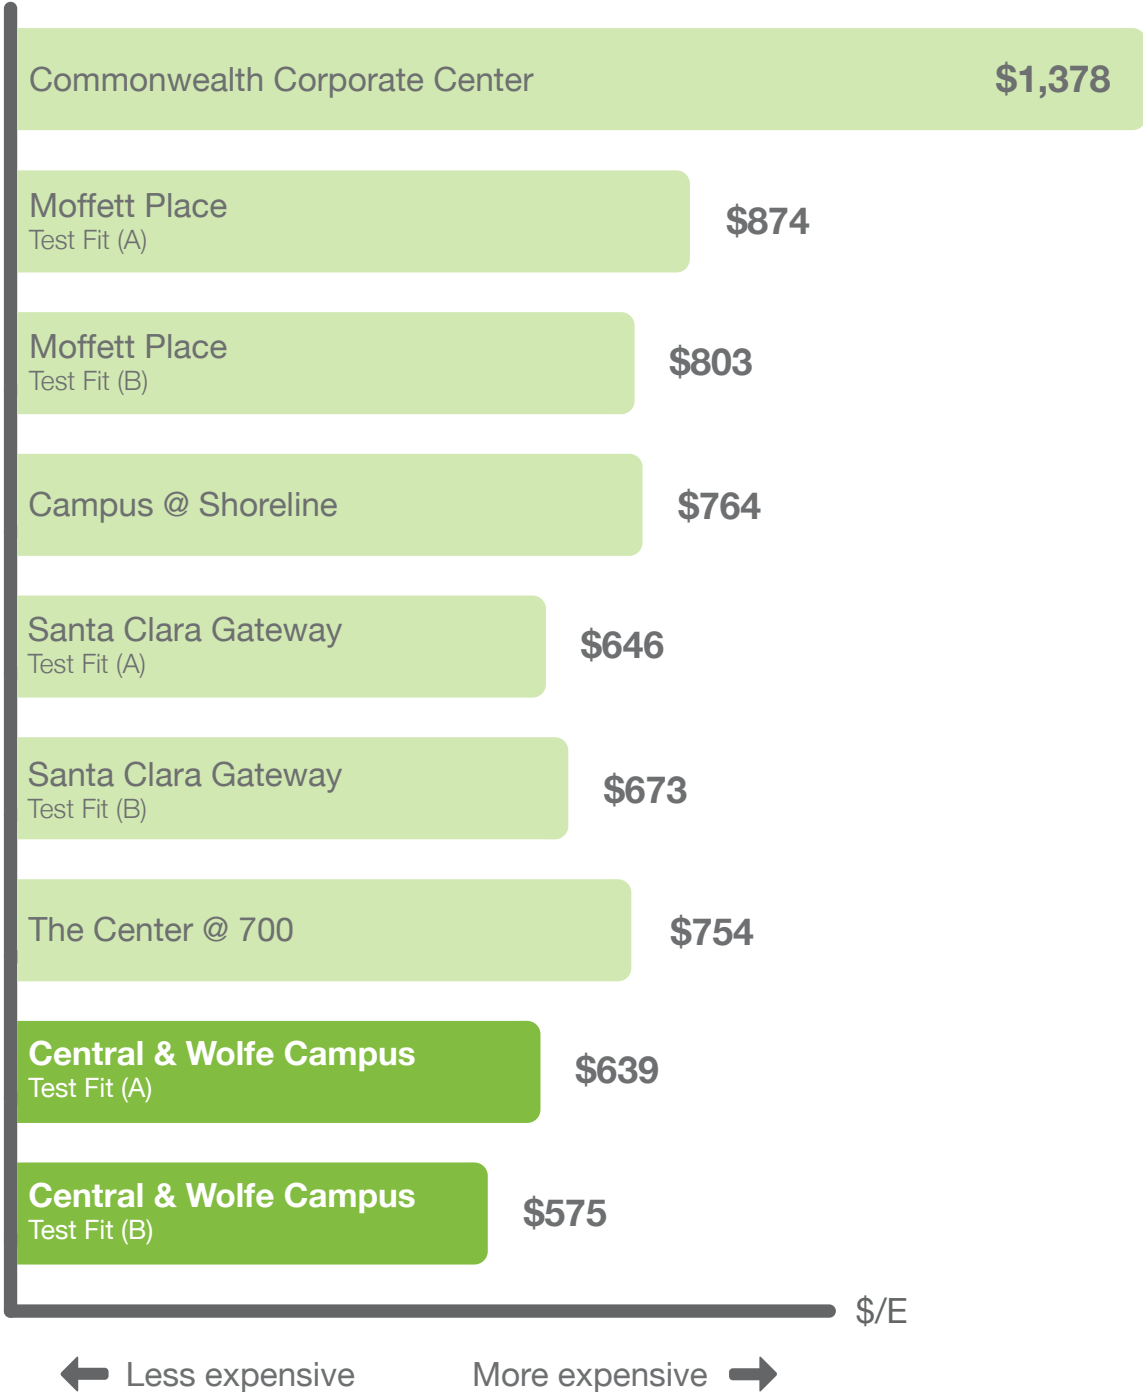 Commonwealth Corporate Center
$1,378
Moffett Place
Test Fit (A)
$874
Moffett Place
Test Fit (B)
$803
Campus @ Shoreline
$764
Santa Clara Gateway
Test Fit (A)
$646
Santa Clara Gateway
Test Fit (B)
$673
The Center @ 700
$754
Central & Wolfe Campus
Test Fit (A)
$639
Central & Wolfe Campus
Test Fit (B)
$575
$/E
Less expensive
More expensive